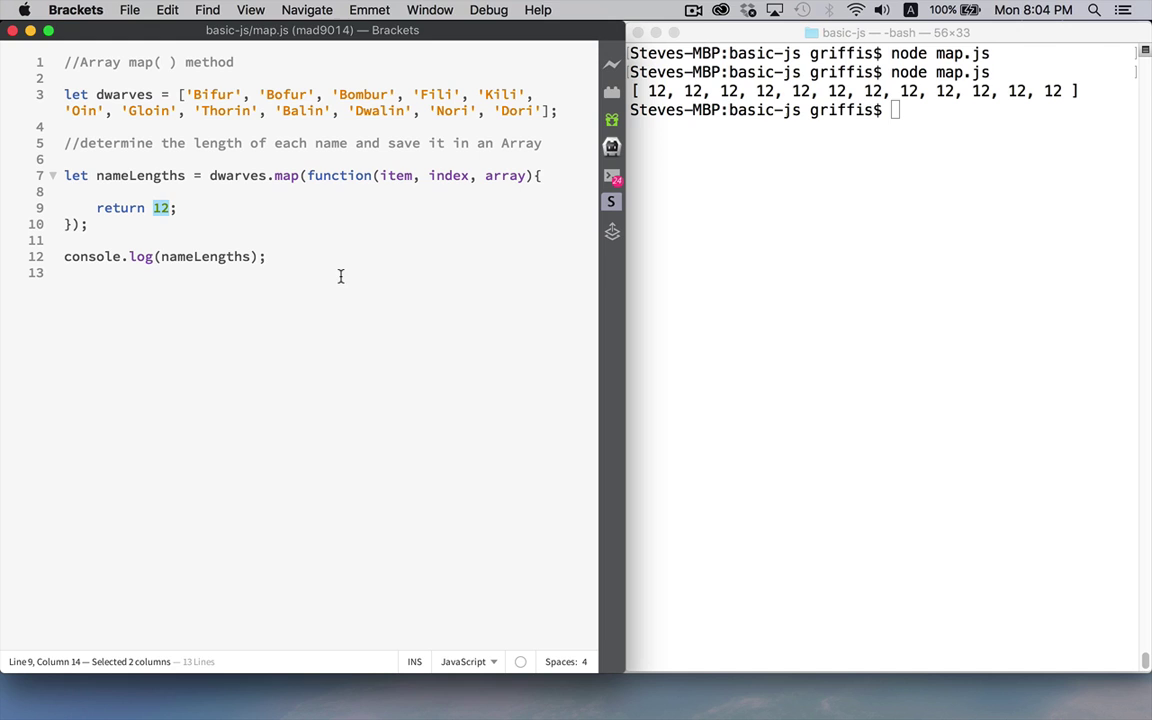 Brackets File Edit Find View Navigate Emmet Window Debug Help A 100% Mon 8:04 PM
basic-js/map.js (mad9014) — Brackets
1 //Array map( ) method
2
3 let dwarves = ['Bifur', 'Bofur', 'Bombur', 'Fili', 'Kili',
'Oin', 'Gloin', 'Thorin', 'Balin', 'Dwalin', 'Nori', 'Dori'];
4
5 //determine the length of each name and save it in an Array
6
7 let nameLengths = dwarves.map(function(item, index, array){
8
9 return 12;
10 });
11
12 console.log(nameLengths);
13
24
S
Line 9, Column 14 — Selected 2 columns — 13 Lines INS JavaScript Spaces: 4
basic-js — -bash — 56×33
[Steves-MBP:basic-js griffis$ node map.js ]
[Steves-MBP:basic-js griffis$ node map.js ]
[ 12, 12, 12, 12, 12, 12, 12, 12, 12, 12, 12, 12 ]
Steves-MBP:basic-js griffis$